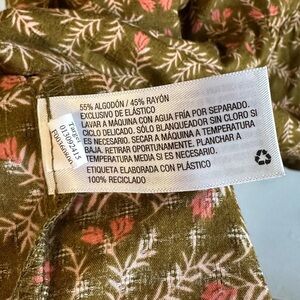 55% ALGODÓN / 45% RAYÓN
EXCLUSIVO DE ELÁSTICO
LAVAR A MÁQUINA CON AGUA FRÍA POR SEPARADO.
CICLO DELICADO. SÓLO BLANQUEADOR SIN CLORO SI
ES NECESARIO. SECAR A MÁQUINA A TEMPERATURA
BAJA. RETIRAR OPORTUNAMENTE. PLANCHAR A
TEMPERATURA MEDIA SI ES NECESARIO.
ETIQUETA ELABORADA CON PLÁSTICO
100% RECICLADO
Target
013092415